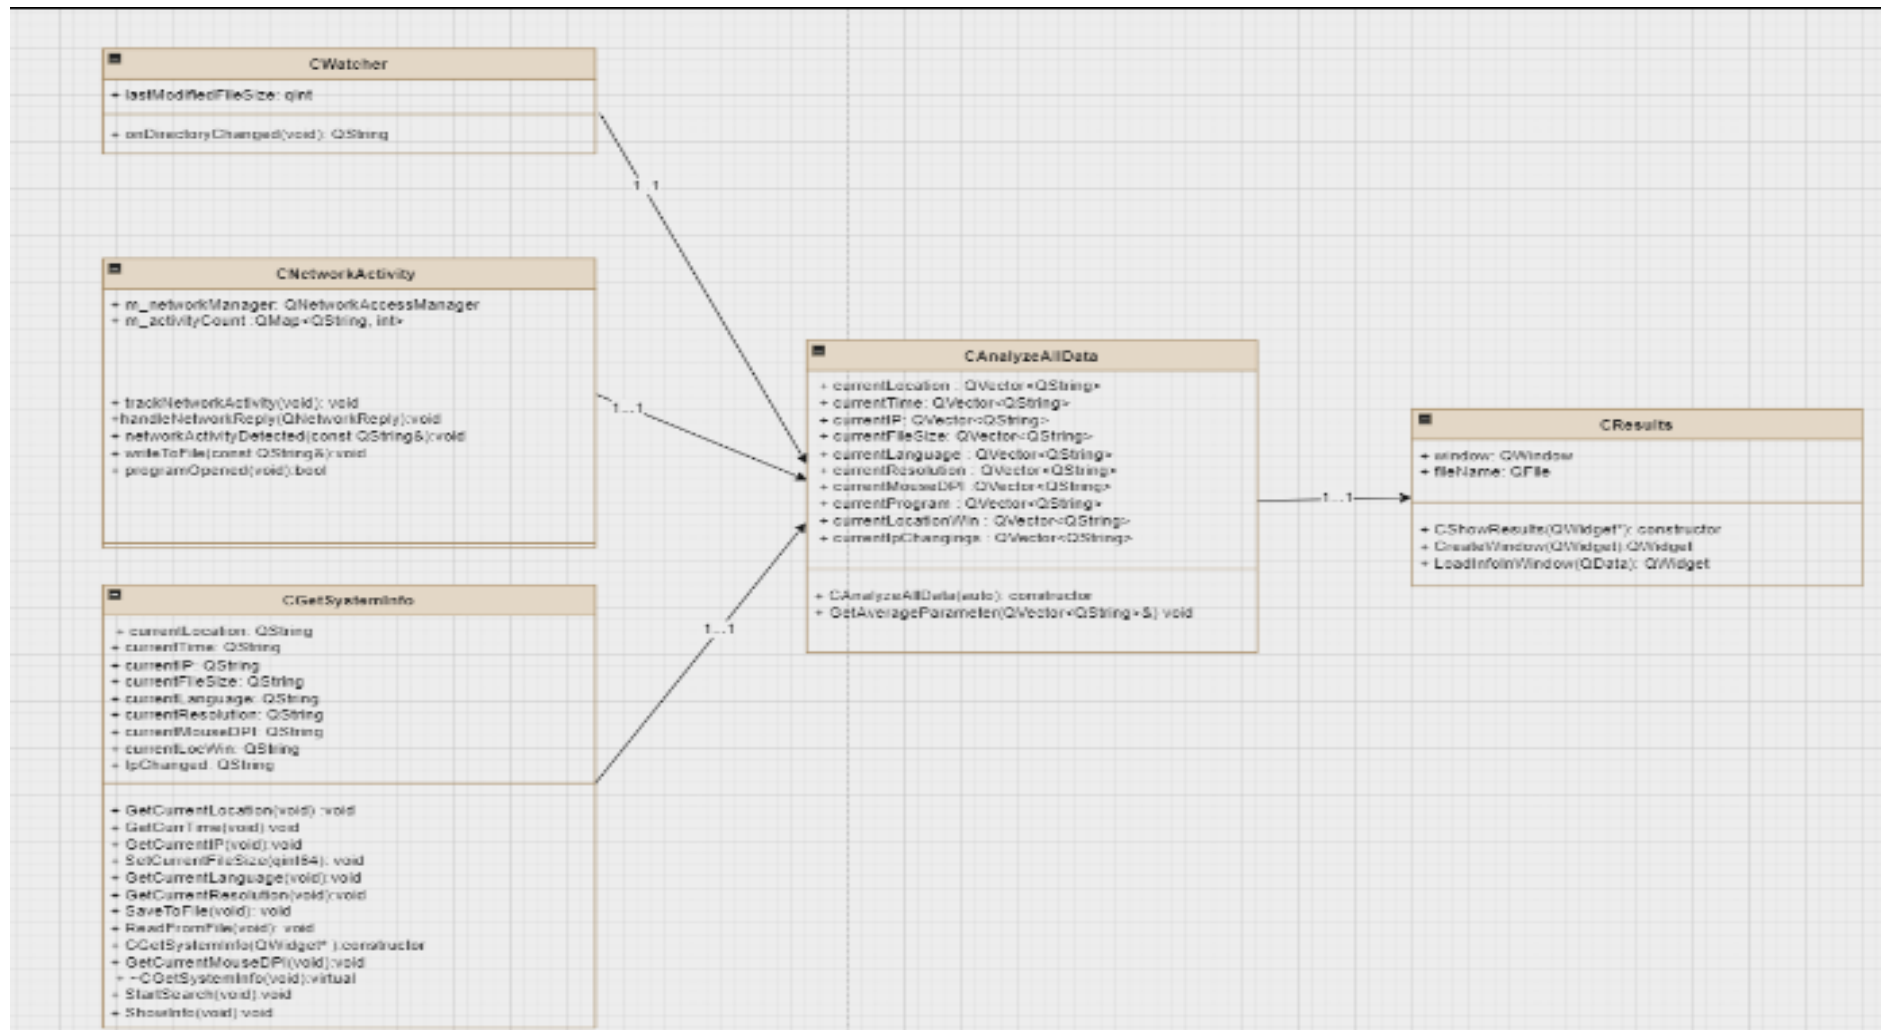 CWatcher
+ lastModifiedFileSize: qint
+ onDirectoryChanged(void): QString
1..1
CNetworkActivity
+ m_networkManager: QNetworkAccessManager
+ m_activityCount :QMap<QString, int>
+ trackNetworkActivity(void): void
+handleNetworkReply(QNetworkReply):void
+ networkActivityDetected(const QString&):void
+ writeToFile(const QString&):void
+ programOpened(void):bool
1...1
CGetSystemInfo
+ currentLocation: QString
+ currentTime: QString
+ currentIP: QString
+ currentFileSize: QString
+ currentLanguage: QString
+ currentResolution: QString
+ currentMouseDPI: QString
+ currentLocWin: QString
+ IpChanged: QString
+ GetCurrentLocation(void) :void
+ GetCurrTime(void):void
+ GetCurrentIP(void):void
+ SetCurrentFileSize(qint64): void
+ GetCurrentLanguage(void):void
+ GetCurrentResolution(void):void
+ SaveToFile(void): void
+ ReadFromFile(void): void
+ CGetSystemInfo(QWidget* ):constructor
+ GetCurrentMouseDPI(void):void
+ ~CGetSystemInfo(void):virtual
+ StartSearch(void):void
+ ShowInfo(void):void
1...1
CAnalyzeAllData
+ currentLocation : QVector<QString>
+ currentTime: QVector<QString>
+ currentIP: QVector<QString>
+ currentFileSize: QVector<QString>
+ currentLanguage : QVector<QString>
+ currentResolution : QVector<QString>
+ currentMouseDPI :QVector<QString>
+ currentProgram : QVector<QString>
+ currentLocationWin : QVector<QString>
+ currentIpChangings : QVector<QString>
+ CAnalyzeAllData(auto): constructor
+ GetAverageParameter(QVector<QString>&) void
1...1
CResults
+ window: QWindow
+ fileName: QFile
+ CShowResults(QWidget*): constructor
+ CreateWindow(QWidget):QWidget
+ LoadInfoInWindow(QData): QWidget